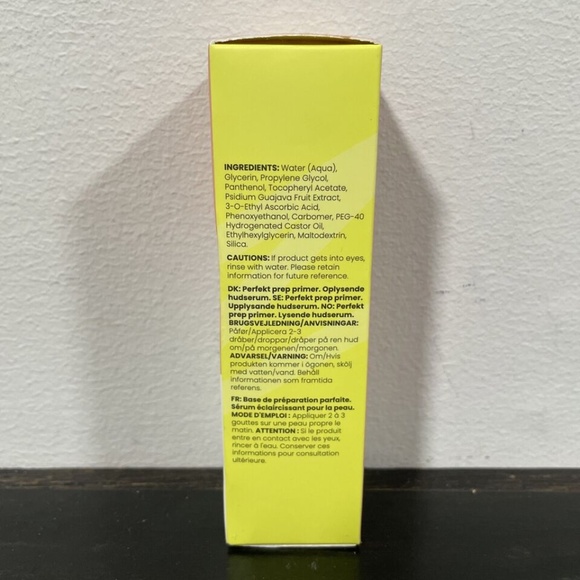 INGREDIENTS: Water (Aqua),
Glycerin, Propylene Glycol,
Panthenol, Tocopheryl Acetate,
Psidium Guajava Fruit Extract,
3-O-Ethyl Ascorbic Acid,
Phenoxyethanol, Carbomer, PEG-40
Hydrogenated Castor Oil,
Ethylhexylglycerin, Maltodextrin,
Silica.
CAUTIONS: If product gets into eyes,
rinse with water. Please retain
information for future reference.
DK: Perfekt prep primer. Oplysende
hudserum. SE: Perfekt prep primer.
Upplysande hudserum. NO: Perfekt
prep primer. Lysende hudserum.
BRUGSVEJLEDNING/ANVISNINGAR:
Påfør/Applicera 2-3
dråber/droppar/dråper på ren hud
om/på morgenen/morgonen.
ADVARSEL/VARNING: Om/Hvis
produkten kommer i ögonen, skölj
med vatten/vand. Behåll
informationen som framtida
referens.
FR: Base de préparation parfaite.
Sérum éclaircissant pour la peau.
MODE D'EMPLOI : Appliquer 2 à 3
gouttes sur une peau propre le
matin. ATTENTION : Si le produit
entre en contact avec les yeux,
rincer à l'eau. Conserver ces
informations pour consultation
ultérieure.